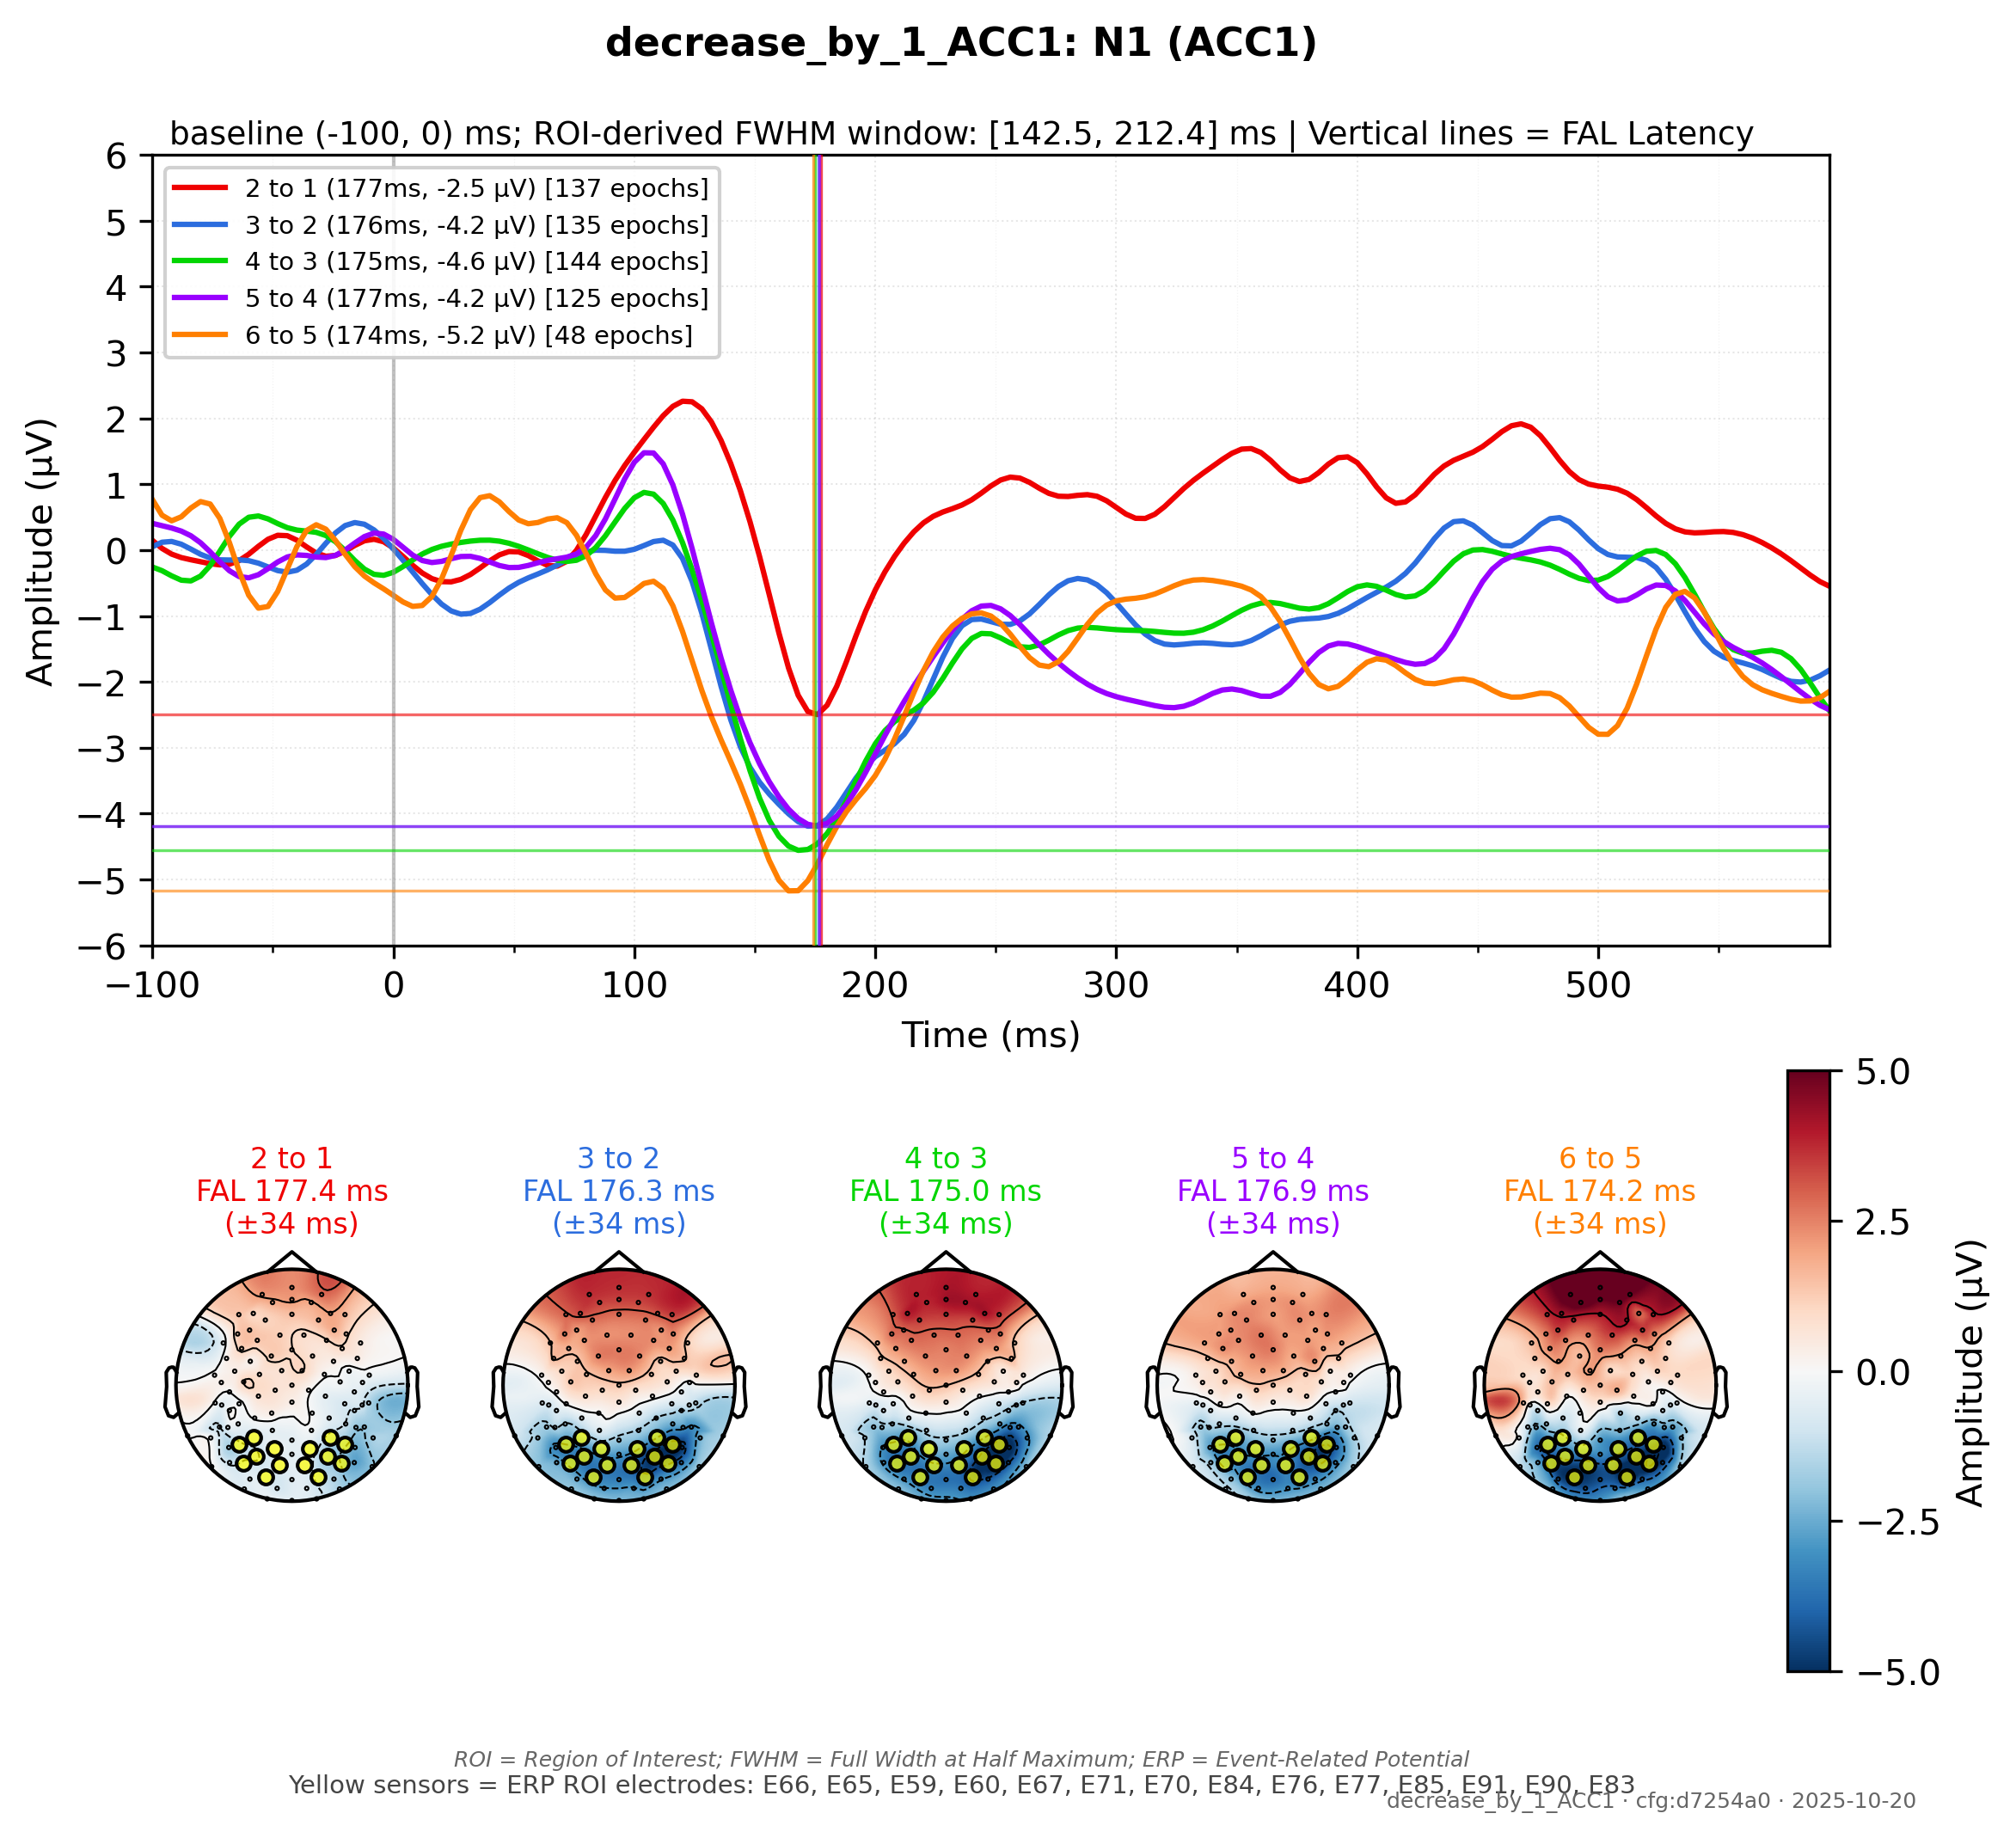 decrease_by_1_ACC1: N1 (ACC1)
baseline (-100, 0) ms; ROI-derived FWHM window: [142.5, 212.4] ms | Vertical lines = FAL Latency
2 to 1 (177ms, -2.5 µV) [137 epochs]
3 to 2 (176ms, -4.2 µV) [135 epochs]
4 to 3 (175ms, -4.6 µV) [144 epochs]
5 to 4 (177ms, -4.2 µV) [125 epochs]
6 to 5 (174ms, -5.2 µV) [48 epochs]
Amplitude (µV)
6
5
4
3
2
1
0
−1
−2
−3
−4
−5
−6
−100 0 100 200 300 400 500
Time (ms)
2 to 1
FAL 177.4 ms
(±34 ms)
3 to 2
FAL 176.3 ms
(±34 ms)
4 to 3
FAL 175.0 ms
(±34 ms)
5 to 4
FAL 176.9 ms
(±34 ms)
6 to 5
FAL 174.2 ms
(±34 ms)
5.0
2.5
0.0
−2.5
−5.0
Amplitude (µV)
ROI = Region of Interest; FWHM = Full Width at Half Maximum; ERP = Event-Related Potential
Yellow sensors = ERP ROI electrodes: E66, E65, E59, E60, E67, E71, E70, E84, E76, E77, E85, E91, E90, E83
decrease_by_1_ACC1 · cfg:d7254a0 · 2025-10-20